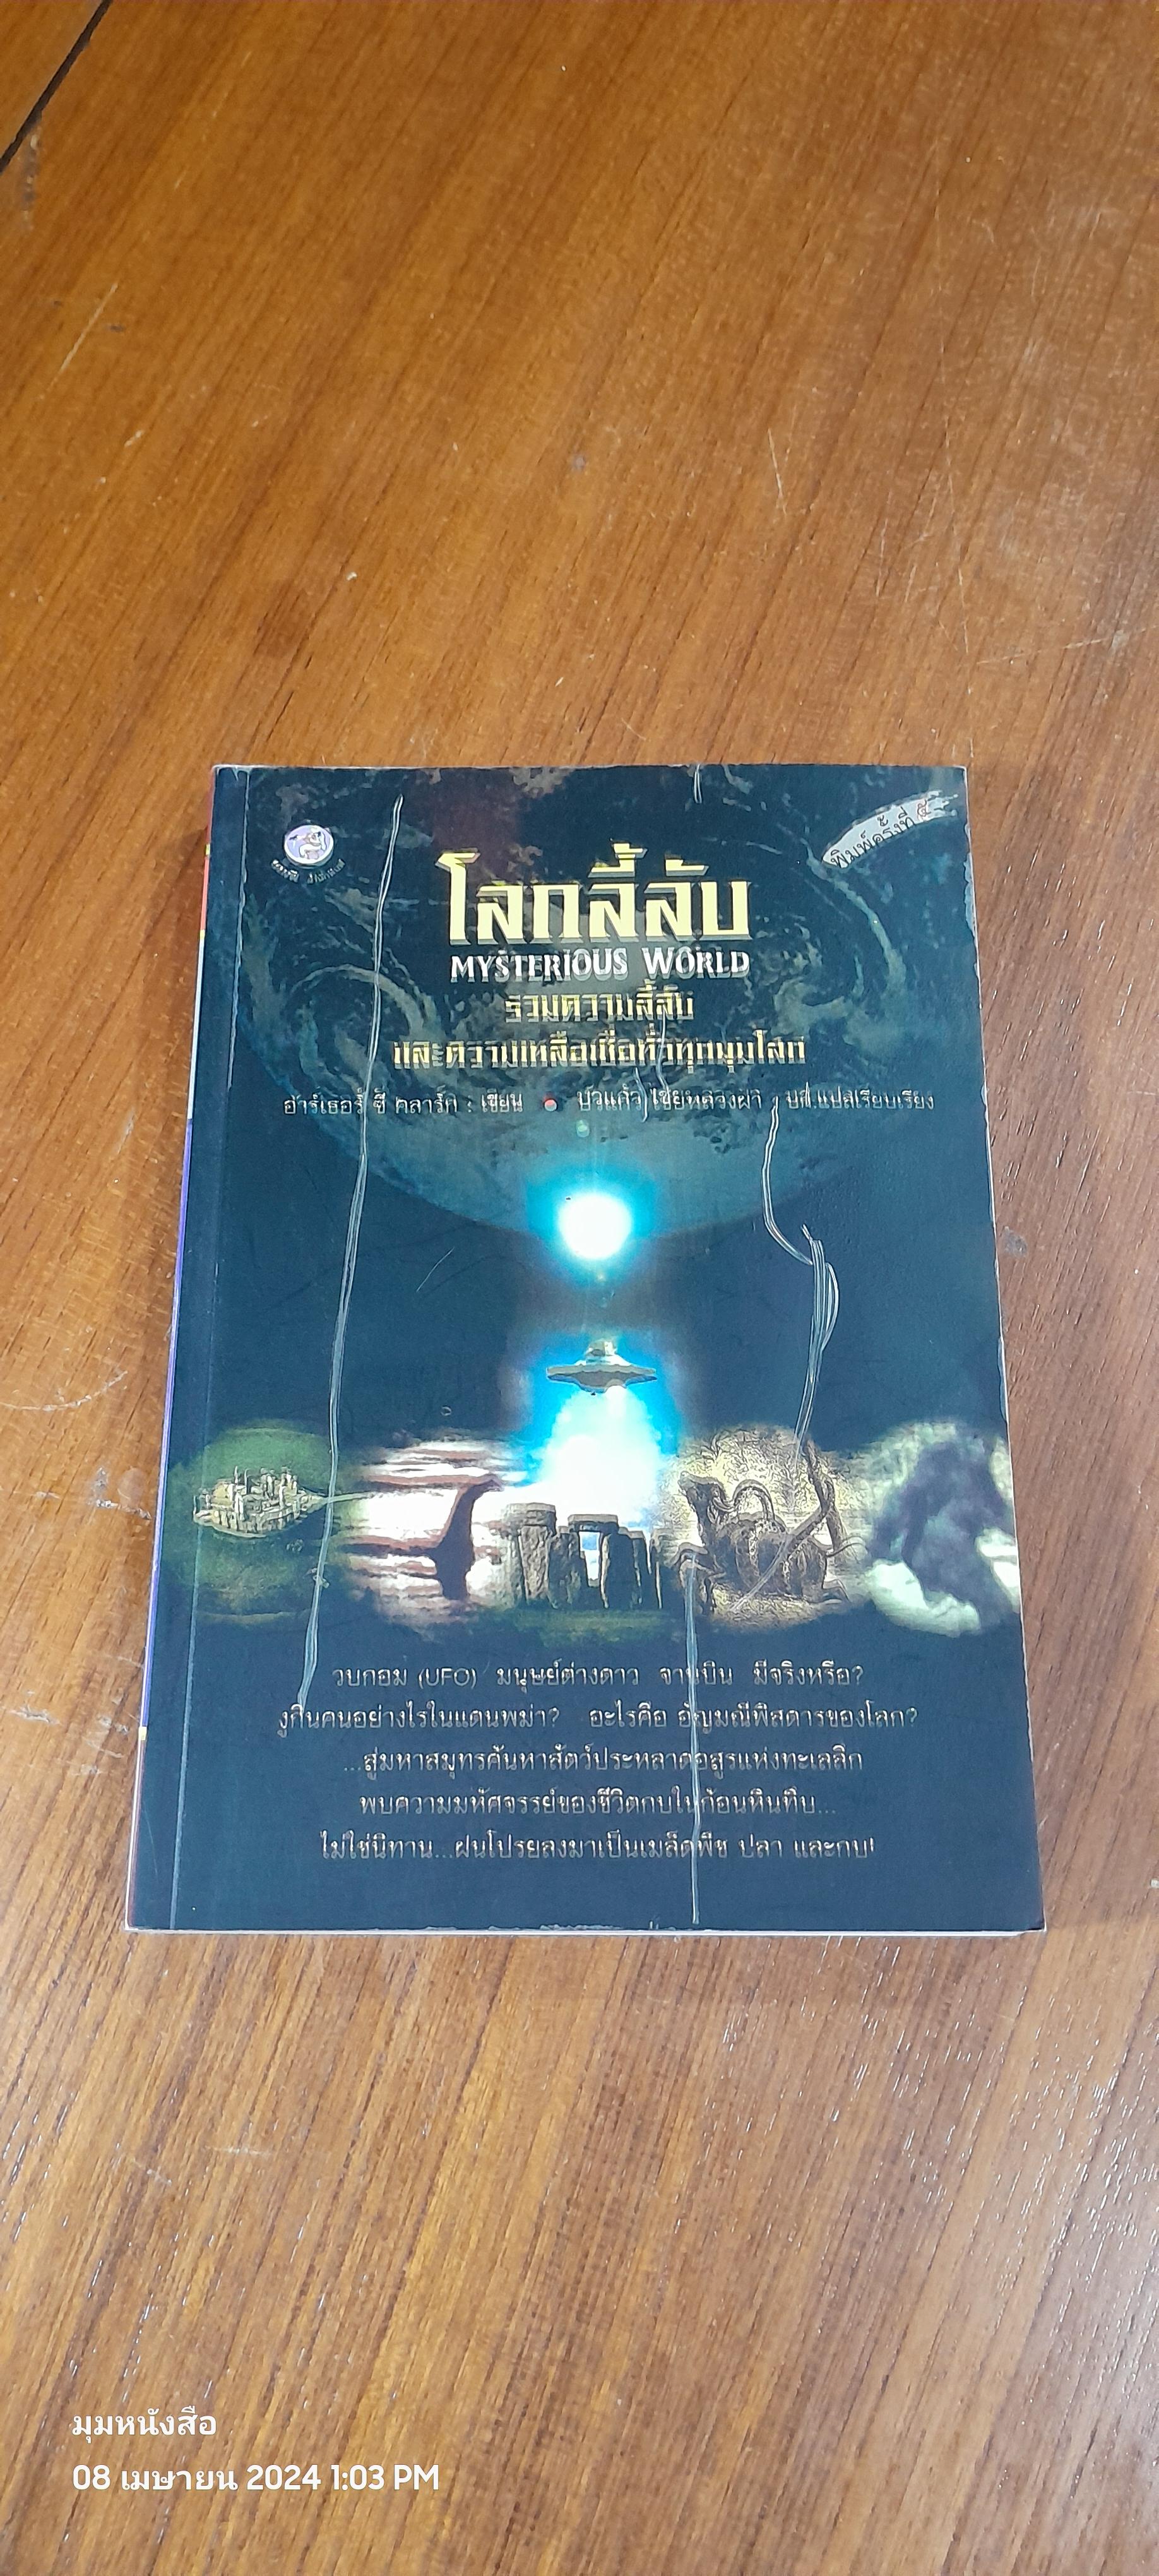 พิมพ์ครั้งที่ ๕
โลกลี้ลับ
MYSTERIOUS WORLD
รวมความลี้ลับ
และความเหลือเชื่อทั่วทุกมุมโลก
อาร์เธอร์ ซี คลาร์ก : เขียน บัวแก้ว ไชยหลวงฝาง บก.แปลเรียบเรียง
วบกอม (UFO) มนุษย์ต่างดาว จานบิน มีจริงหรือ?
งูกินคนอย่างไรในแดนพม่า? อะไรคือ อัญมณีพิสดารของโลก?
...สู่มหาสมุทรค้นหาสัตว์ประหลาดอสูรแห่งทะเลลึก
พบความมหัศจรรย์ของชีวิตกบในก้อนหินทึบ...
ไม่ใช่นิทาน...ฝนโปรยลงมาเป็นเมล็ดพืช ปลา และกบ!
มุมหนังสือ
08 เมษายน 2024 1:03 PM